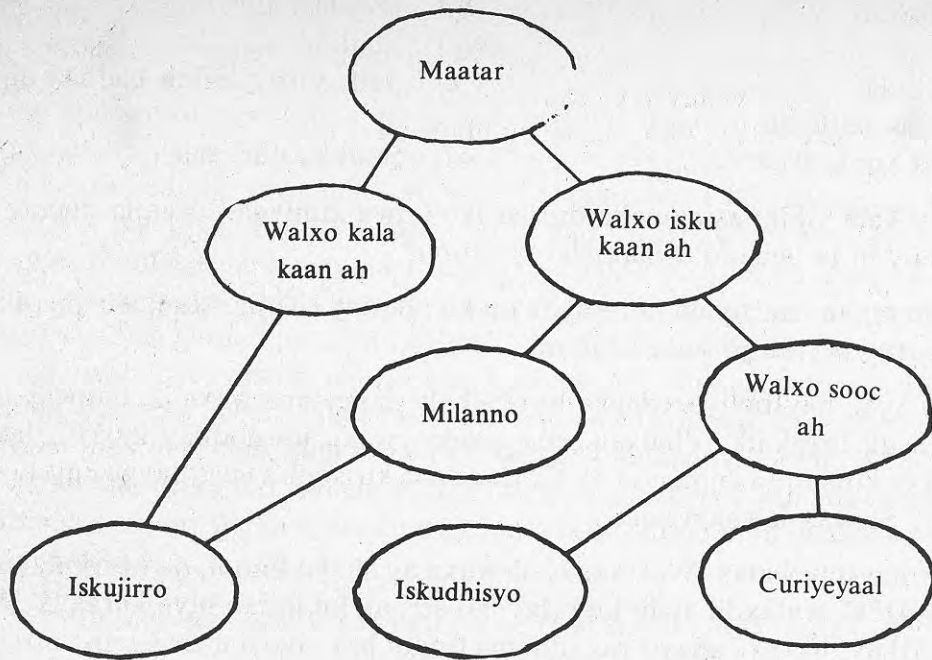 Maatar
Walxo kala
kaan ah
Walxo isku
kaan ah
Milanno
Walxo sooc
ah
Iskujirro
Iskudhisyo
Curiyeyaal